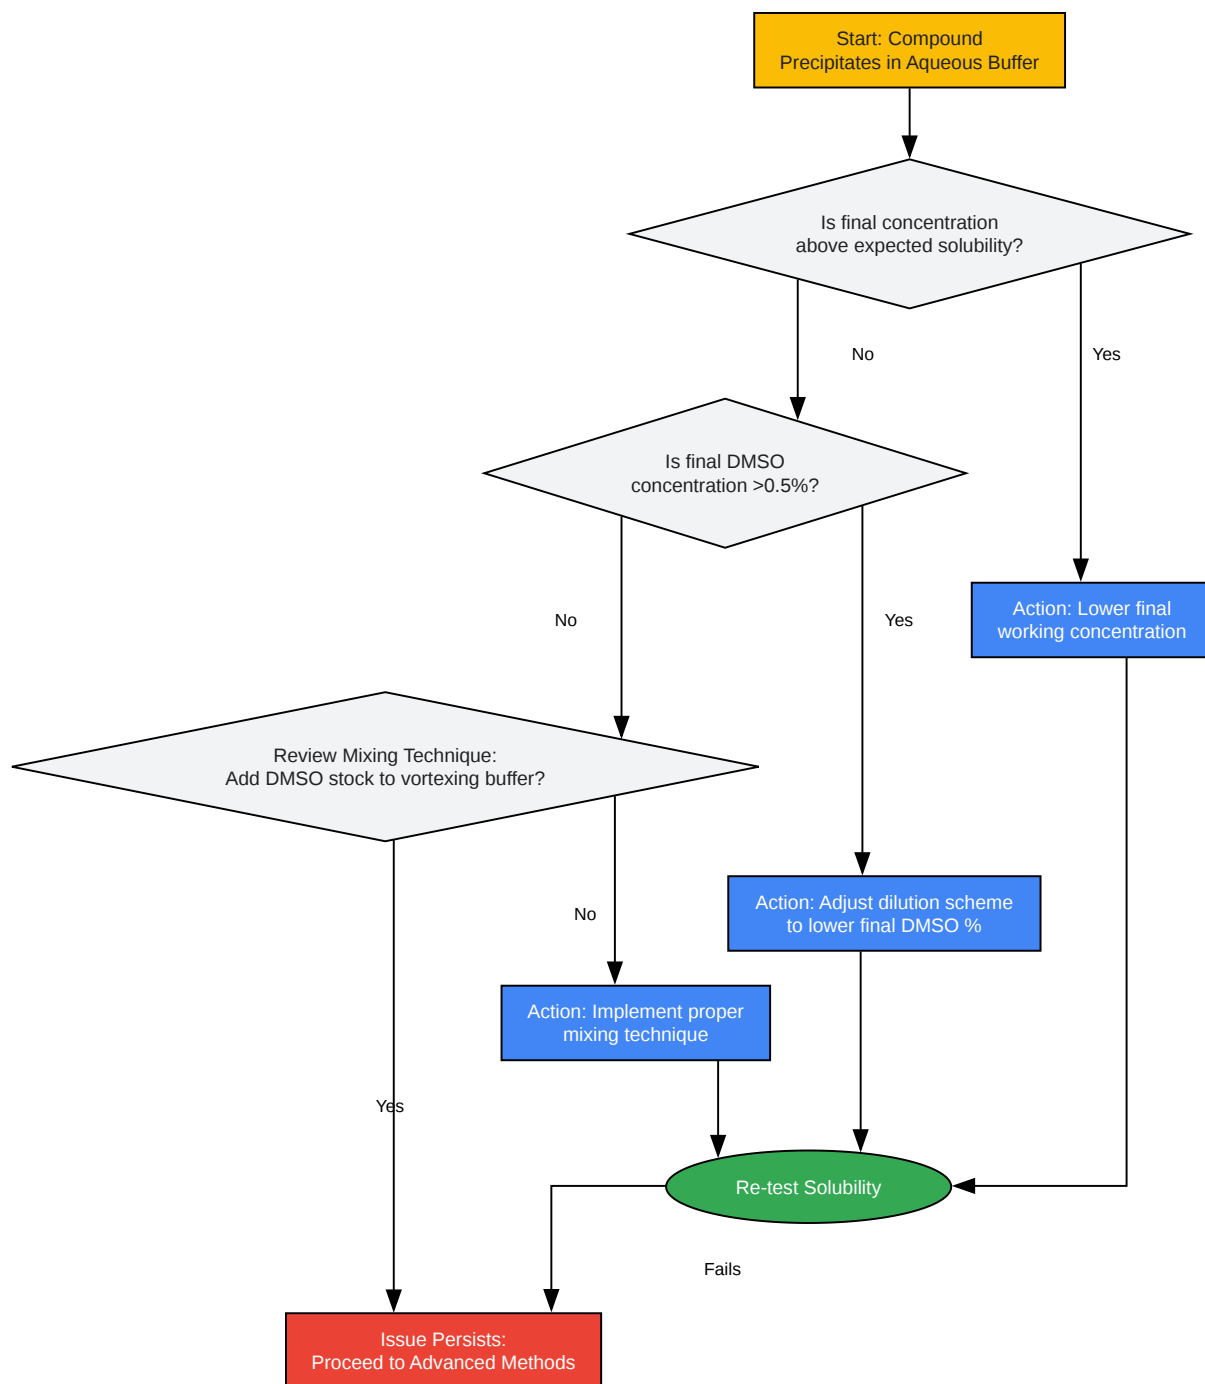 Start: Compound
Precipitates in Aqueous Buffer
Is final concentration
above expected solubility?
No
Yes
Is final DMSO
concentration >0.5%?
No
Yes
Action: Lower final
working concentration
Review Mixing Technique:
Add DMSO stock to vortexing buffer?
Action: Adjust dilution scheme
to lower final DMSO %
No
Action: Implement proper
mixing technique
Yes
Re-test Solubility
Fails
Issue Persists:
Proceed to Advanced Methods